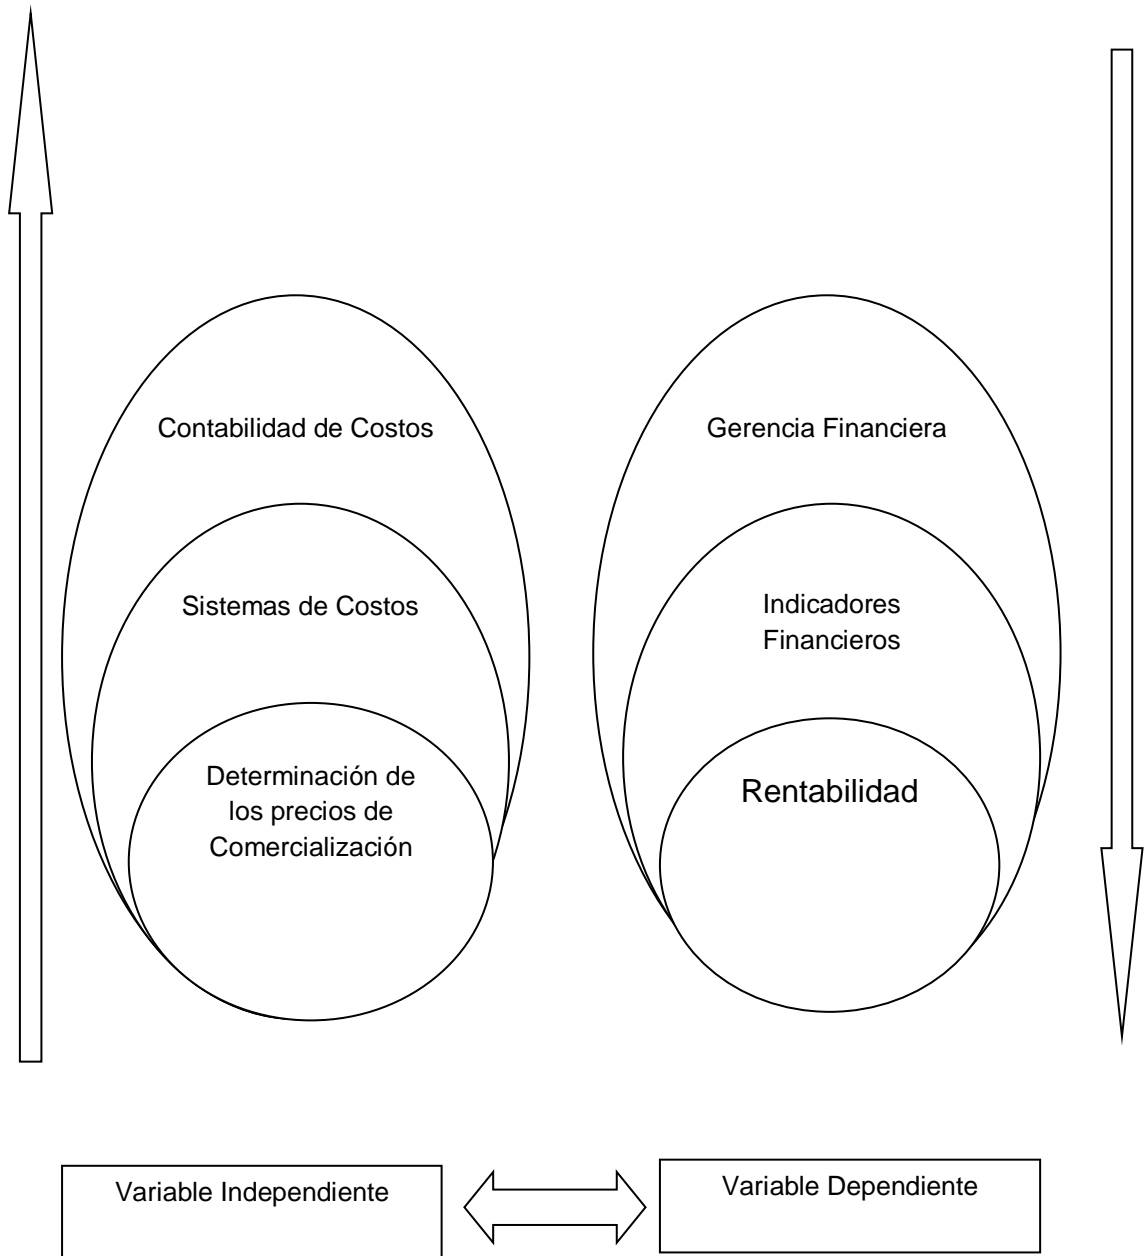 Contabilidad de Costos
Sistemas de Costos
Determinación de
los precios de
Comercialización
Gerencia Financiera
Indicadores
Financieros
Rentabilidad
Variable Independiente
Variable Dependiente